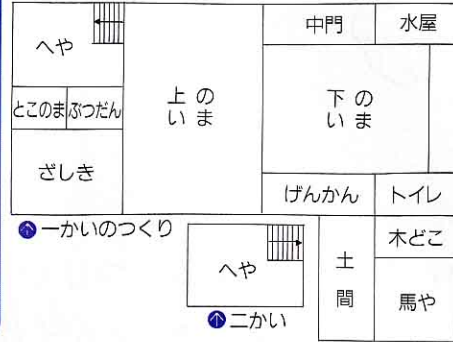 へや
中門
水屋
とこのま
ぶつだん
上の
いま
下の
いま
ざしき
げんかん
トイレ
一かいのつくり
へや
土
間
木どこ
馬や
二かい